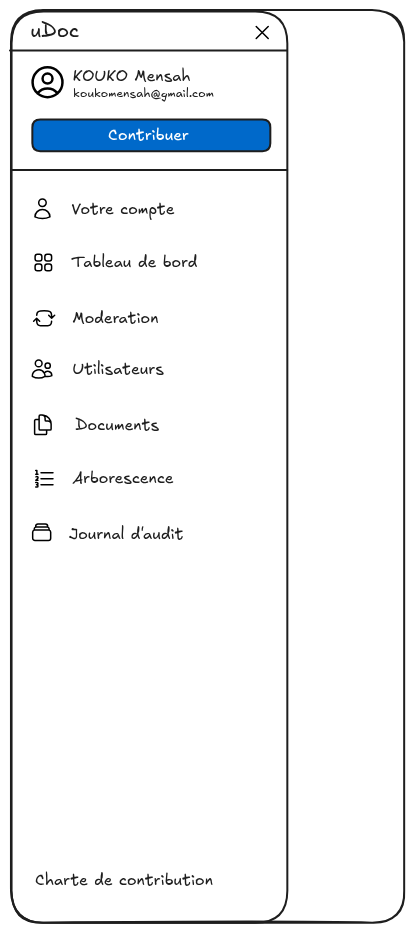 uDoc
KOUKO Mensah
koukomensah@gmail.com
Contribuer
Votre compte
Tableau de bord
Moderation
Utilisateurs
Documents
Arborescence
Journal d'audit
Charte de contribution